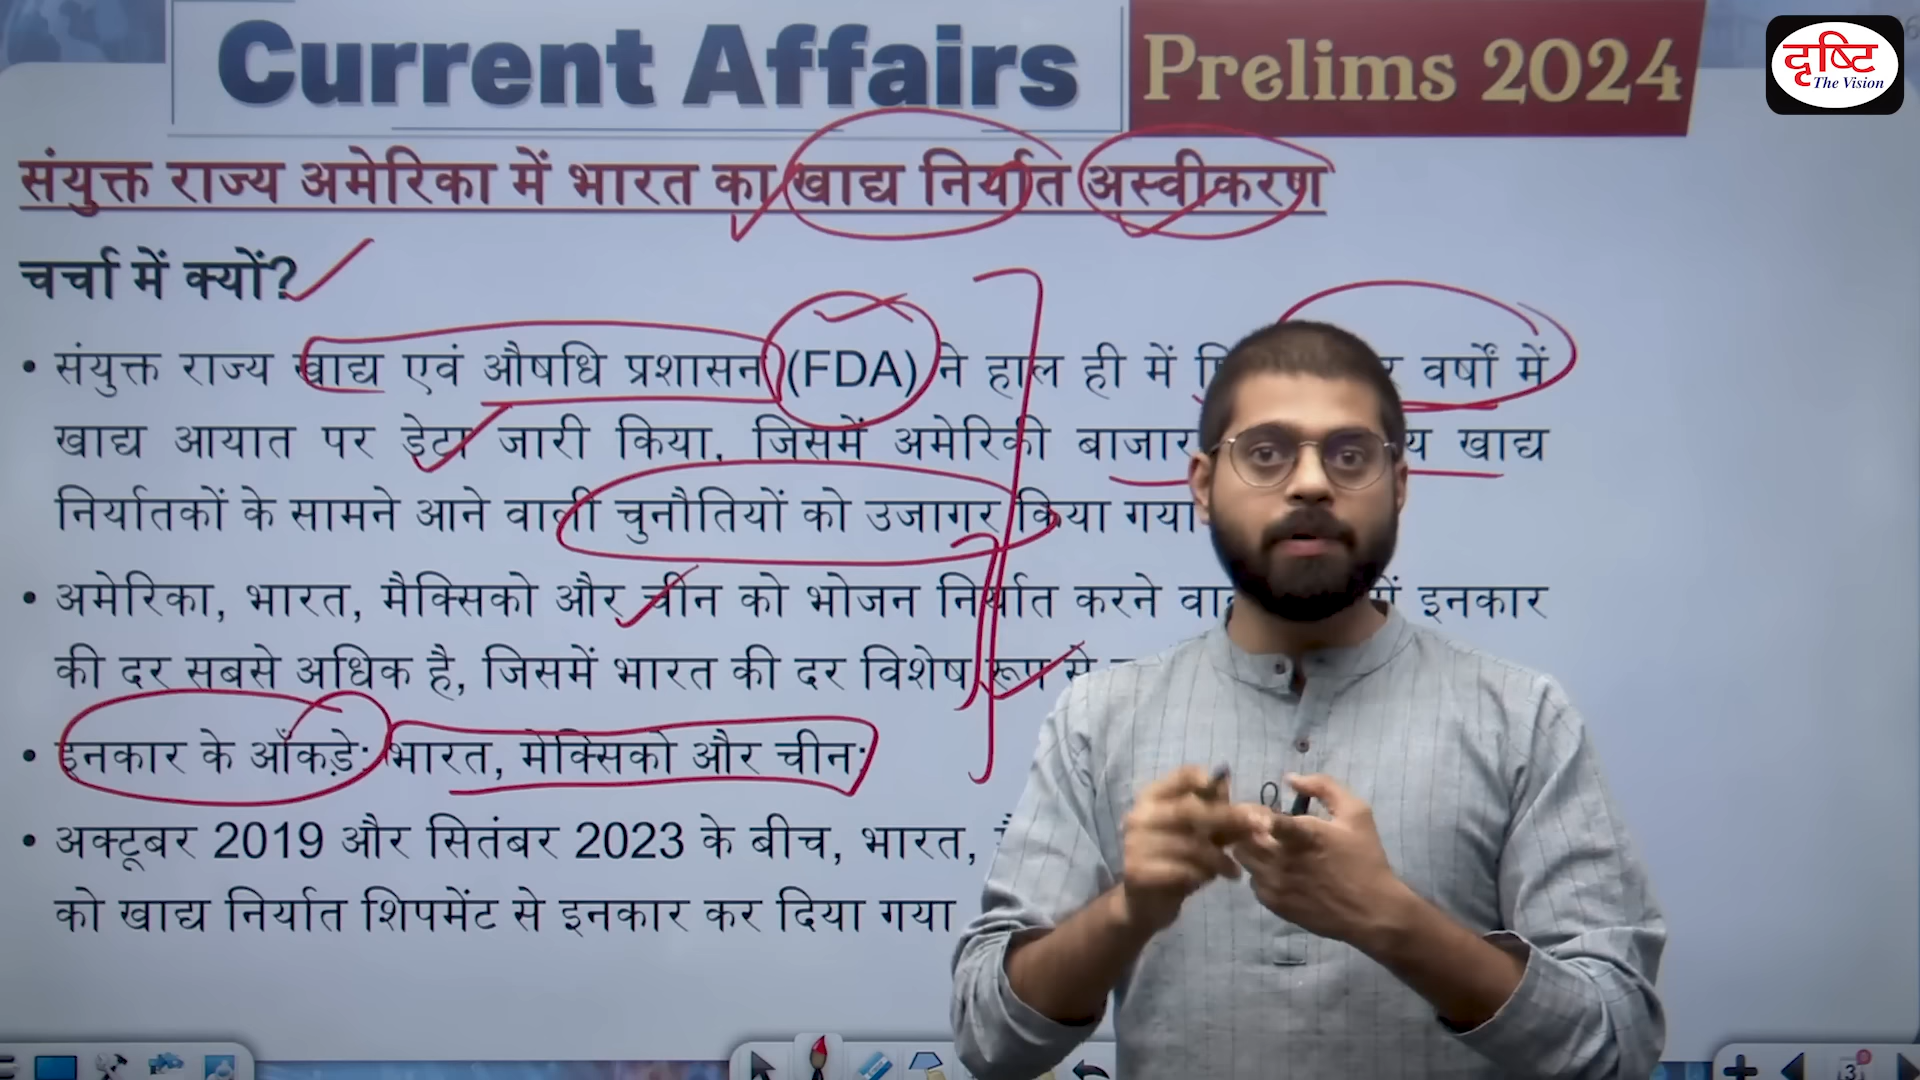 Current Affairs Prelims 2024
दृष्टि
The Vision
संयुक्त राज्य अमेरिका में भारत का खाद्य निर्यात अस्वीकरण
चर्चा में क्यों?
• संयुक्त राज्य खाद्य एवं औषधि प्रशासन (FDA) ने हाल ही में वर्षों में
खाद्य आयात पर डेटा जारी किया, जिसमें अमेरिकी बाजार खाद्य
निर्यातकों के सामने आने वाली चुनौतियों को उजागर किया गया
• अमेरिका, भारत, मैक्सिको और चीन को भोजन निर्यात करने इनकार
की दर सबसे अधिक है, जिसमें भारत की दर विशेष रूप से
• इनकार के आँकड़े: भारत, मेक्सिको और चीन:
• अक्टूबर 2019 और सितंबर 2023 के बीच, भारत,
को खाद्य निर्यात शिपमेंट से इनकार कर दिया गया
3